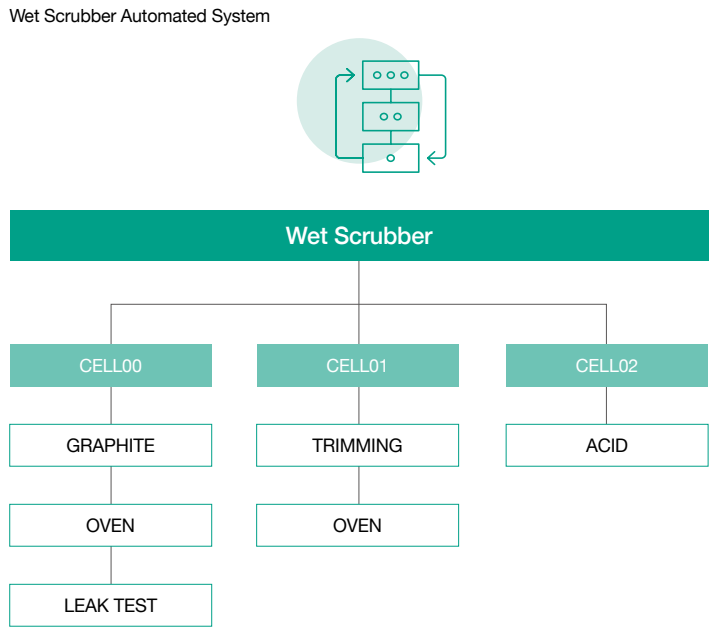 Wet Scrubber Automated System
Wet Scrubber
CELL00
CELL01
CELL02
GRAPHITE
TRIMMING
ACID
OVEN
OVEN
LEAK TEST